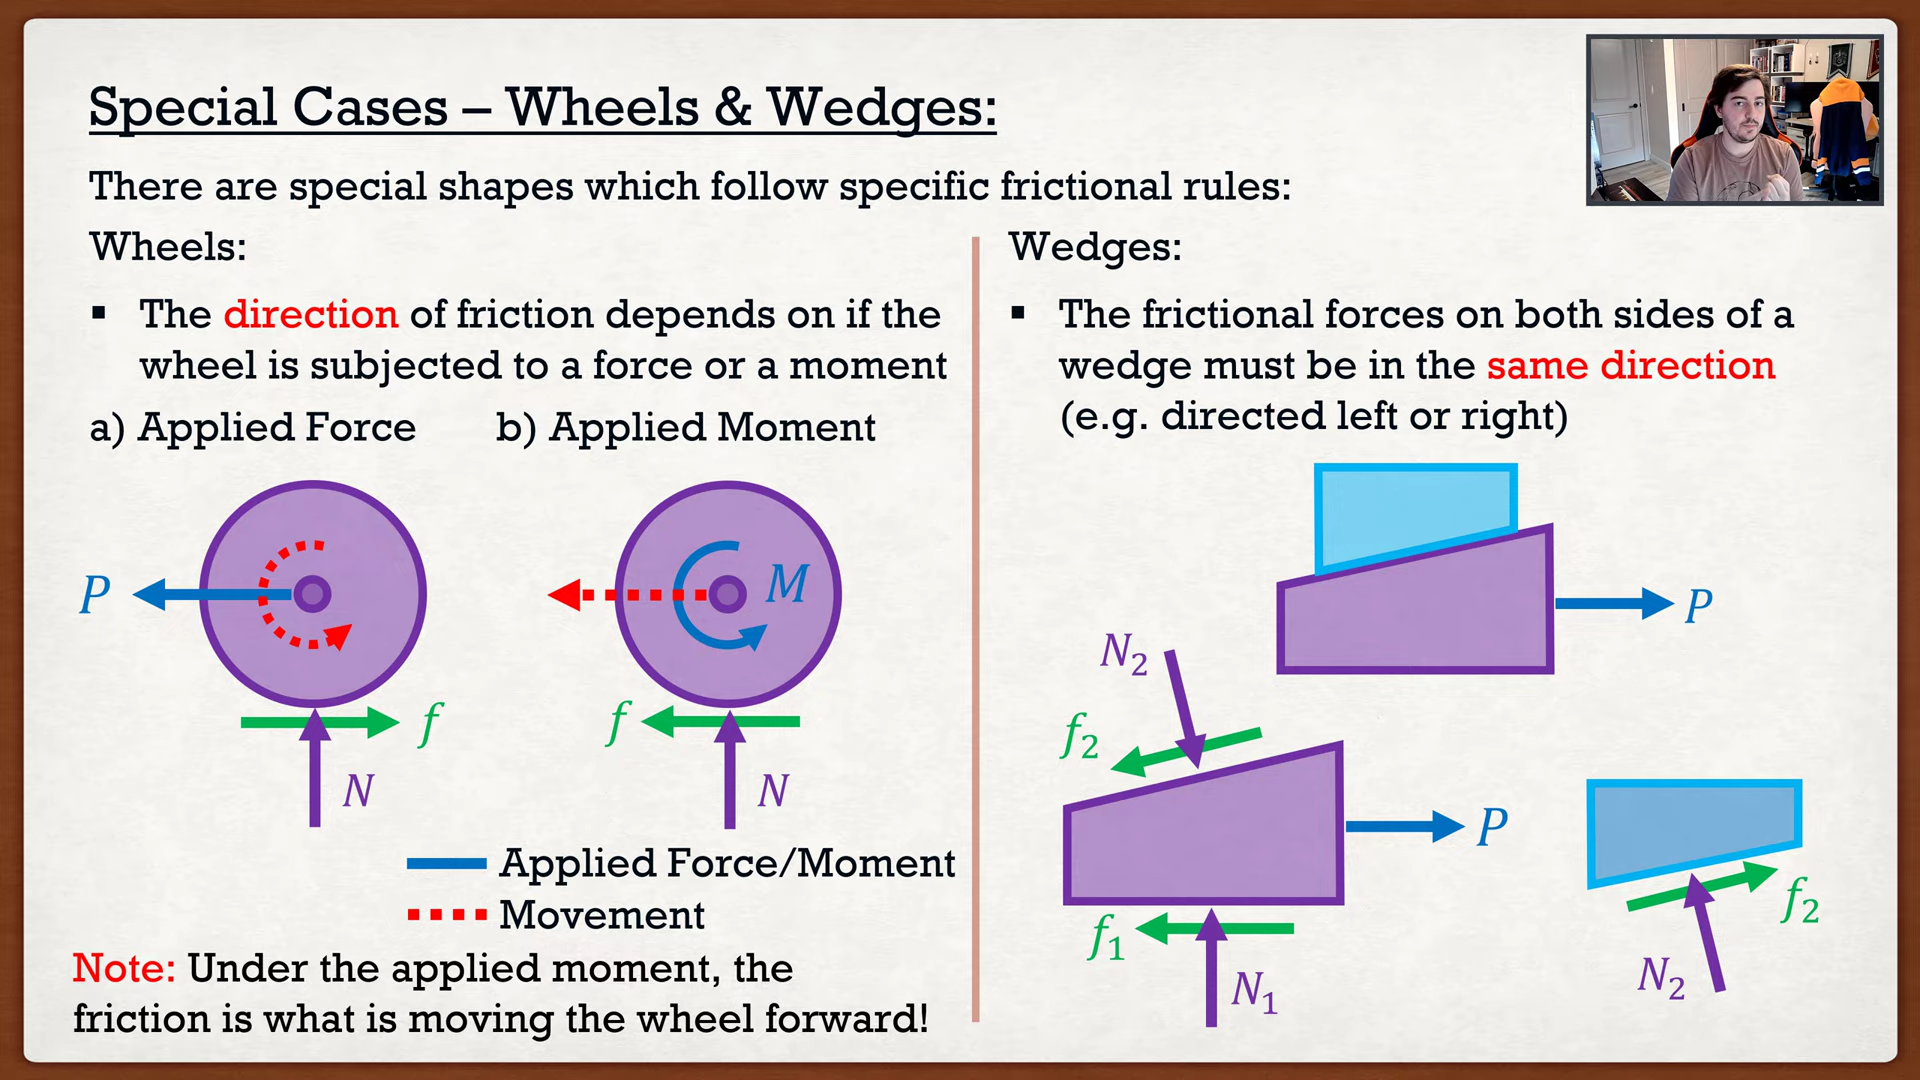 Special Cases – Wheels & Wedges:
There are special shapes which follow specific frictional rules:
Wheels:
▪ The direction of friction depends on if the
wheel is subjected to a force or a moment
a) Applied Force
b) Applied Moment
P
f
N
M
f
N
Applied Force/Moment
Movement
Note: Under the applied moment, the
friction is what is moving the wheel forward!
Wedges:
▪ The frictional forces on both sides of a
wedge must be in the same direction
(e.g. directed left or right)
P
N₂
f₂
P
f₁
N₁
f₂
N₂